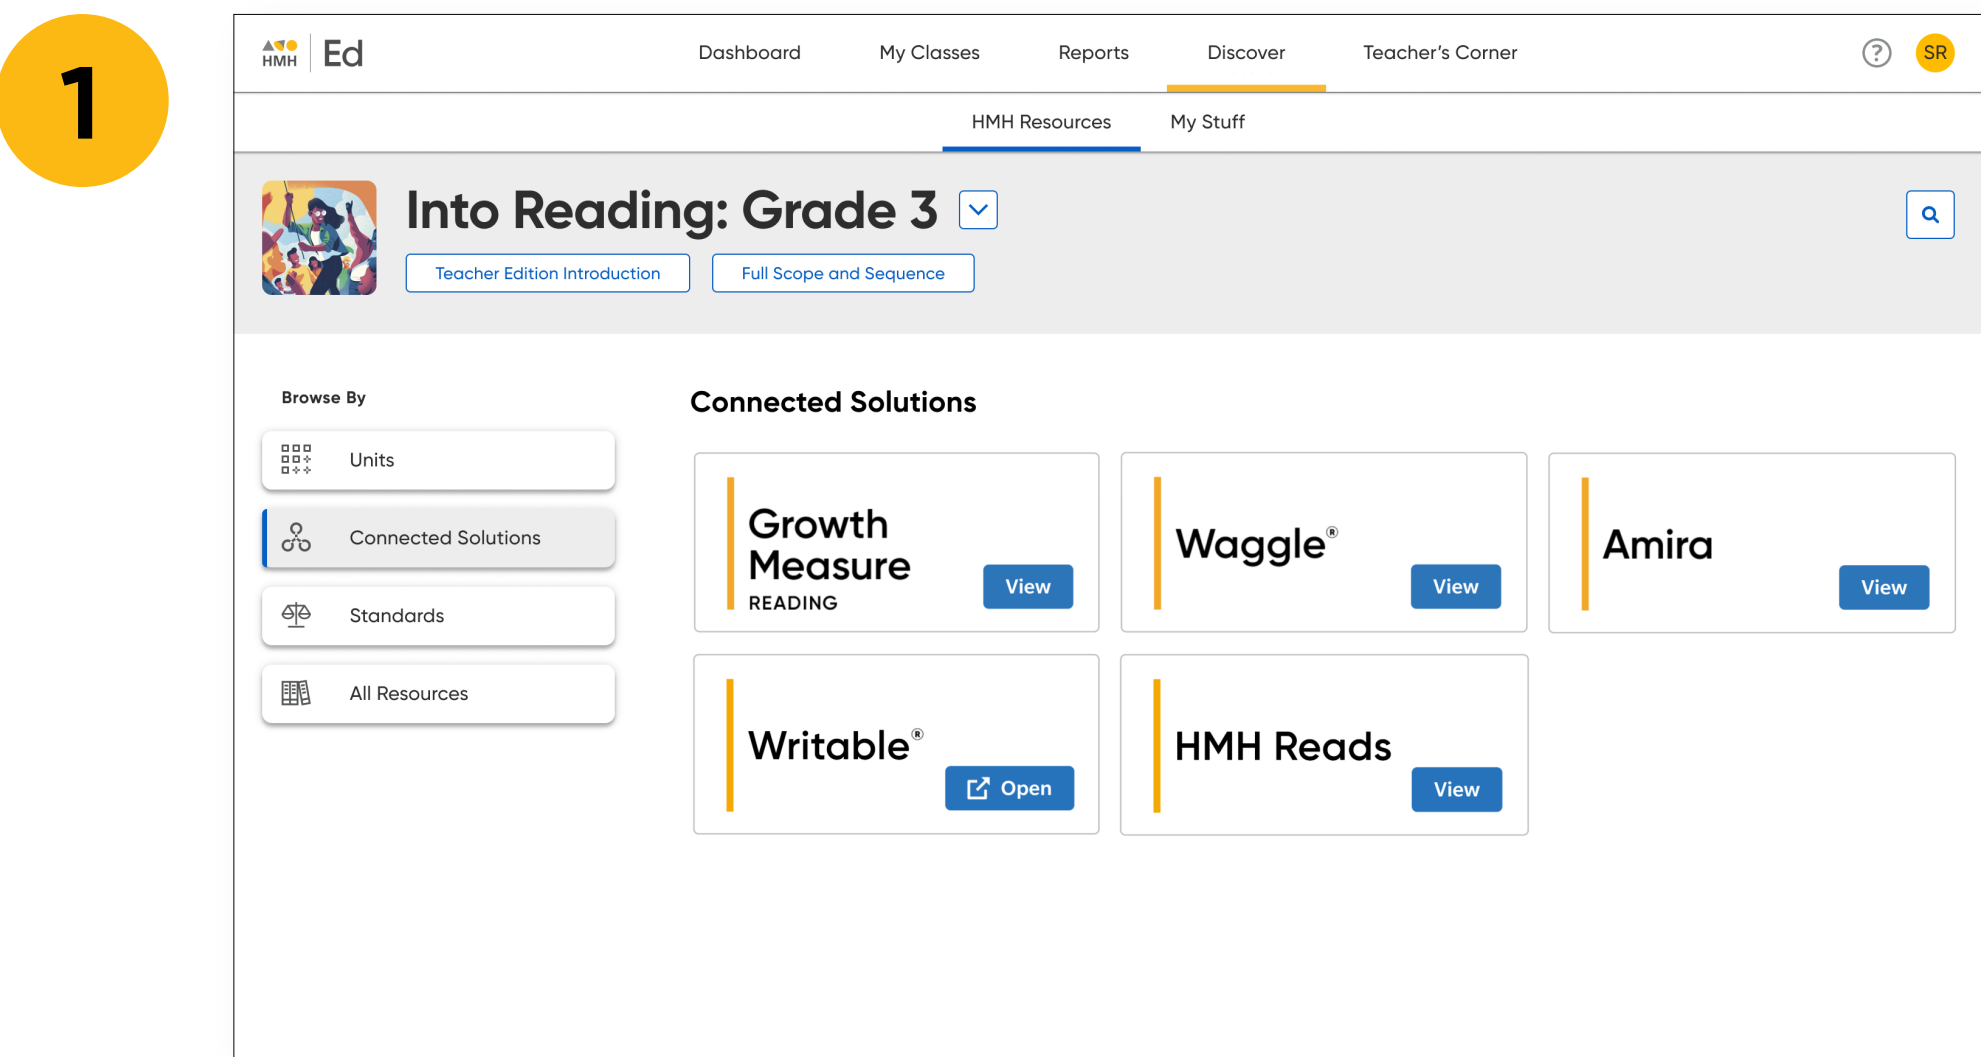 1
HMH Ed
Dashboard My Classes Reports Discover Teacher's Corner ? SR
HMH Resources My Stuff
Into Reading: Grade 3
Teacher Edition Introduction Full Scope and Sequence
Browse By
Units
Connected Solutions
Standards
All Resources
Connected Solutions
Growth
Measure
READING
View
Waggle®
View
Amira
View
Writable®
Open
HMH Reads
View